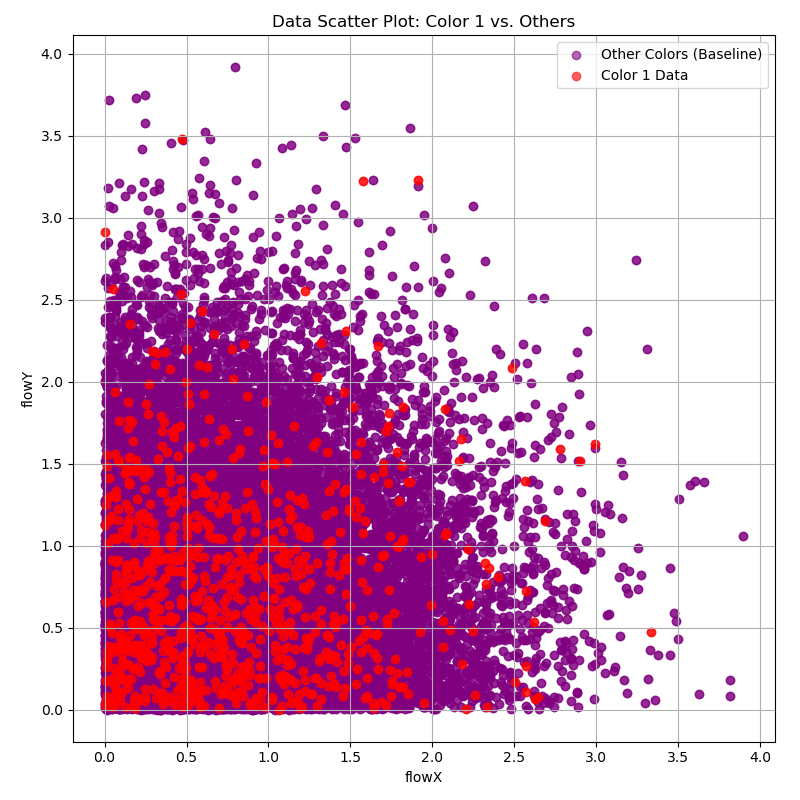 Data Scatter Plot: Color 1 vs. Others
Other Colors (Baseline)
Color 1 Data
4.0
3.5
3.0
2.5
2.0
1.5
1.0
0.5
0.0
flowY
0.0 0.5 1.0 1.5 2.0 2.5 3.0 3.5 4.0
flowX